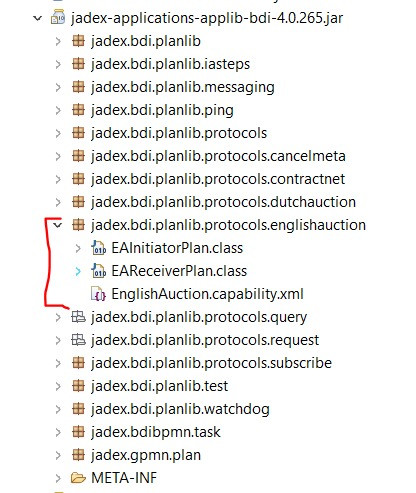 jadex-applications-applib-bdi-4.0.265.jar
jadex.bdi.planlib
jadex.bdi.planlib.iasteps
jadex.bdi.planlib.messaging
jadex.bdi.planlib.ping
jadex.bdi.planlib.protocols
jadex.bdi.planlib.protocols.cancelmeta
jadex.bdi.planlib.protocols.contractnet
jadex.bdi.planlib.protocols.dutchauction
jadex.bdi.planlib.protocols.englishauction
EAInitiatorPlan.class
EAReceiverPlan.class
EnglishAuction.capability.xml
jadex.bdi.planlib.protocols.query
jadex.bdi.planlib.protocols.request
jadex.bdi.planlib.protocols.subscribe
jadex.bdi.planlib.test
jadex.bdi.planlib.watchdog
jadex.bdibpmn.task
jadex.gpmn.plan
META-INF